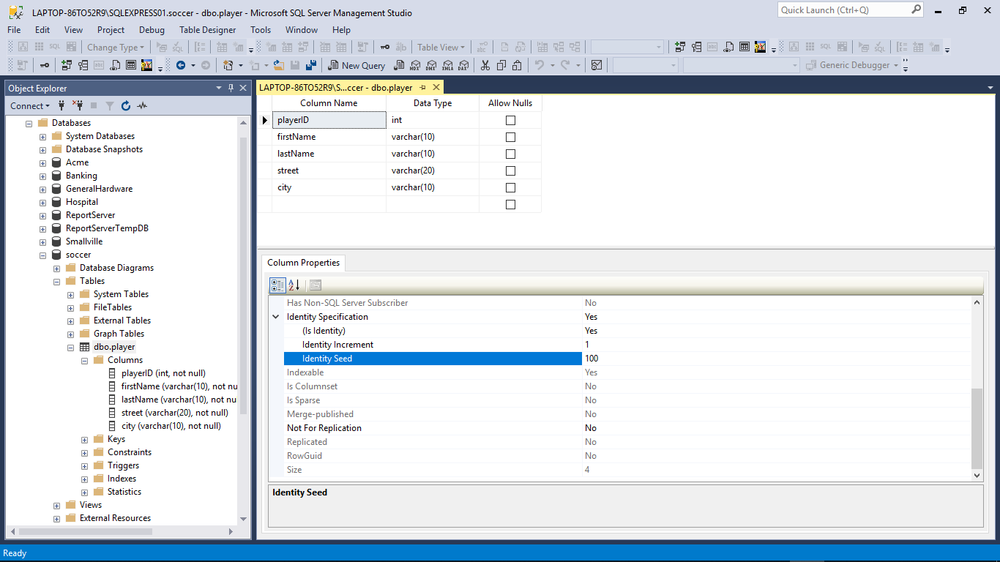 LAPTOP-86TO52R9\SQLEXPRESS01.soccer - dbo.player - Microsoft SQL Server Management Studio
Quick Launch (Ctrl+Q)
File Edit View Project Debug Table Designer Tools Window Help
SQL Change Type Table View SQL
New Query MDX DMX XMLA DAX Generic Debugger
Object Explorer
Connect
Databases
System Databases
Database Snapshots
Acme
Banking
GeneralHardware
Hospital
ReportServer
ReportServerTempDB
Smallville
soccer
Database Diagrams
Tables
System Tables
FileTables
External Tables
Graph Tables
dbo.player
Columns
playerID (int, not null)
firstName (varchar(10), not nu
lastName (varchar(10), not nu
street (varchar(20), not null)
city (varchar(10), not null)
Keys
Constraints
Triggers
Indexes
Statistics
Views
External Resources
LAPTOP-86TO52R9\S...ccer - dbo.player
Column Name Data Type Allow Nulls
playerID int
firstName varchar(10)
lastName varchar(10)
street varchar(20)
city varchar(10)
Column Properties
Has Non-SQL Server Subscriber No
Identity Specification Yes
(Is Identity) Yes
Identity Increment 1
Identity Seed 100
Indexable Yes
Is Columnset No
Is Sparse No
Merge-published No
Not For Replication No
Replicated No
RowGuid No
Size 4
Identity Seed
Ready